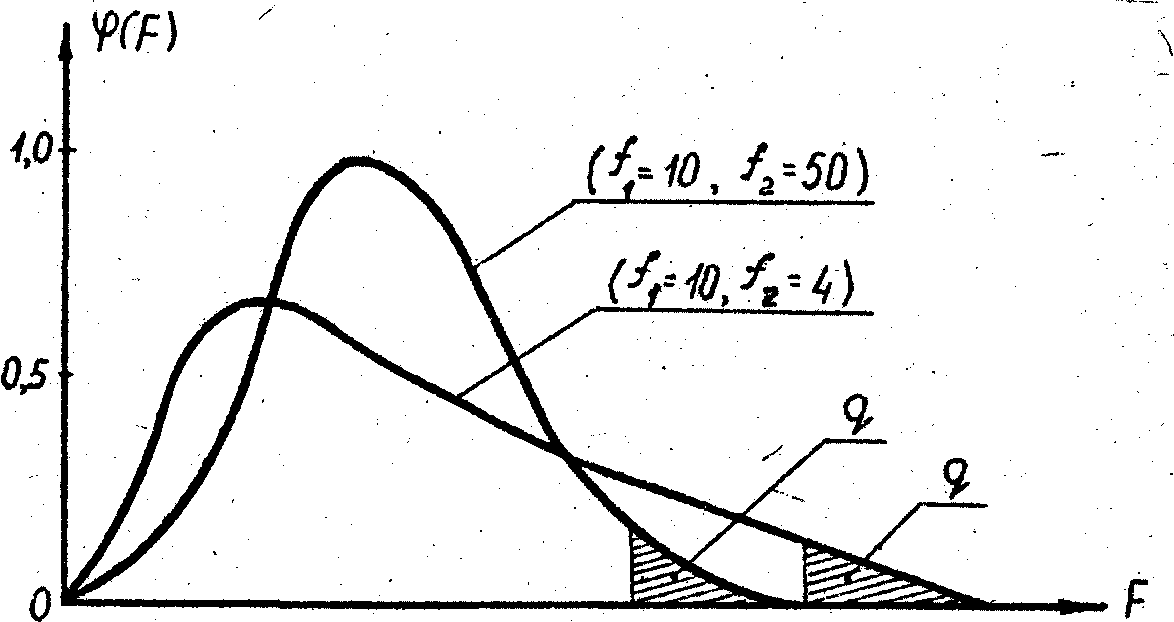 φ(F)
1,0
(f₁=10, f₂=50)
(f₁=10, f₂=4)
0,5
q
q
0
F